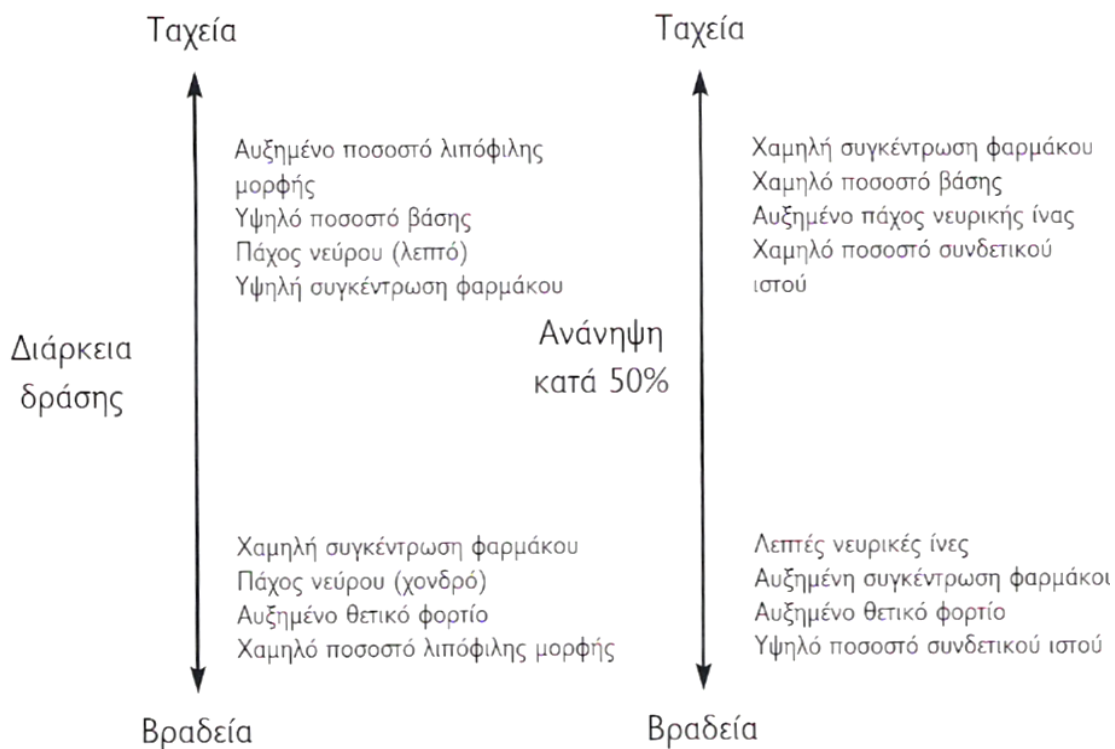 Ταχεία
Αυξημένο ποσοστό λιπόφιλης
μορφής
Υψηλό ποσοστό βάσης
Πάχος νεύρου (λεπτό)
Υψηλή συγκέντρωση φαρμάκου
Διάρκεια
δράσης
Χαμηλή συγκέντρωση φαρμάκου
Πάχος νεύρου (χονδρό)
Αυξημένο θετικό φορτίο
Χαμηλό ποσοστό λιπόφιλης μορφής
Βραδεία
Ταχεία
Χαμηλή συγκέντρωση φαρμάκου
Χαμηλό ποσοστό βάσης
Αυξημένο πάχος νευρικής ίνας
Χαμηλό ποσοστό συνδετικού
ιστού
Ανάνηψη
κατά 50%
Λεπτές νευρικές ίνες
Αυξημένη συγκέντρωση φαρμάκοι
Αυξημένο θετικό φορτίο
Υψηλό ποσοστό συνδετικού ιστού
Βραδεία